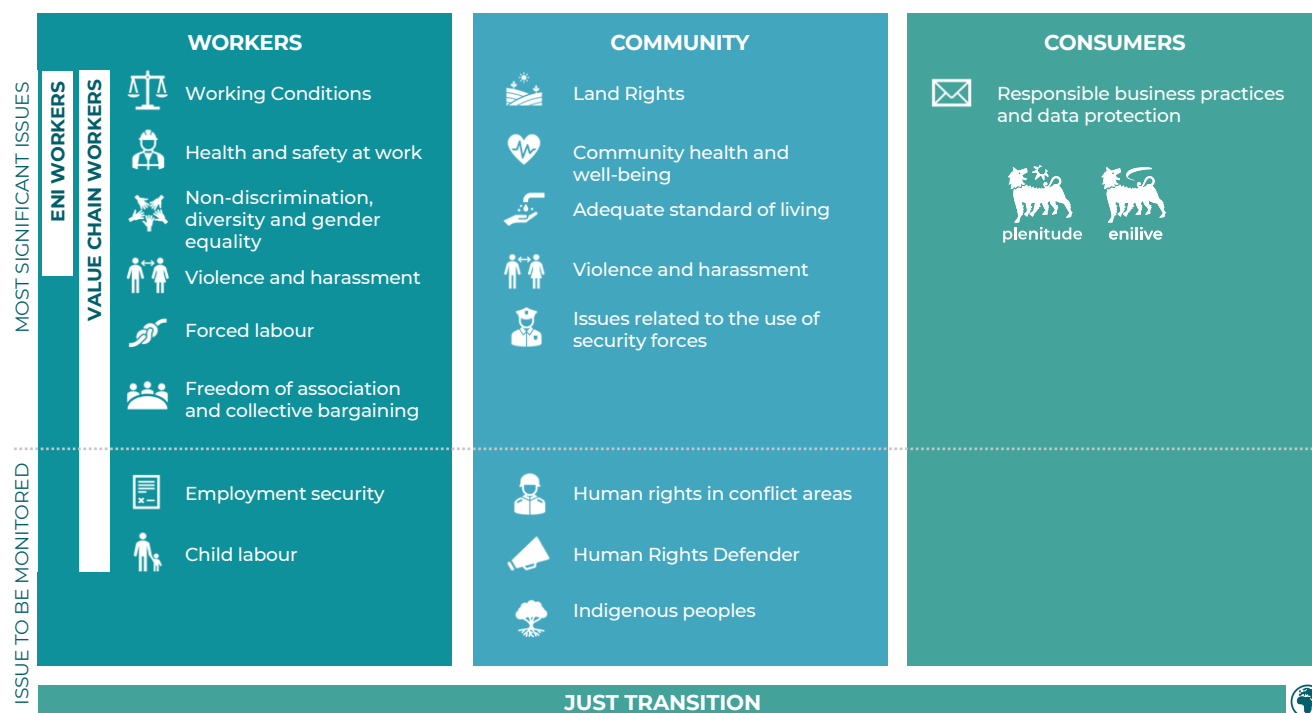 MOST SIGNIFICANT ISSUES
ISSUE TO BE MONITORED
WORKERS
ENI WORKERS
VALUE CHAIN WORKERS
Working Conditions
Health and safety at work
Non-discrimination,
diversity and gender
equality
Violence and harassment
Forced labour
Freedom of association
and collective bargaining
Employment security
Child labour
COMMUNITY
Land Rights
Community health and
well-being
Adequate standard of living
Violence and harassment
Issues related to the use of
security forces
Human rights in conflict areas
Human Rights Defender
Indigenous peoples
CONSUMERS
Responsible business practices
and data protection
plenitude
enilive
JUST TRANSITION